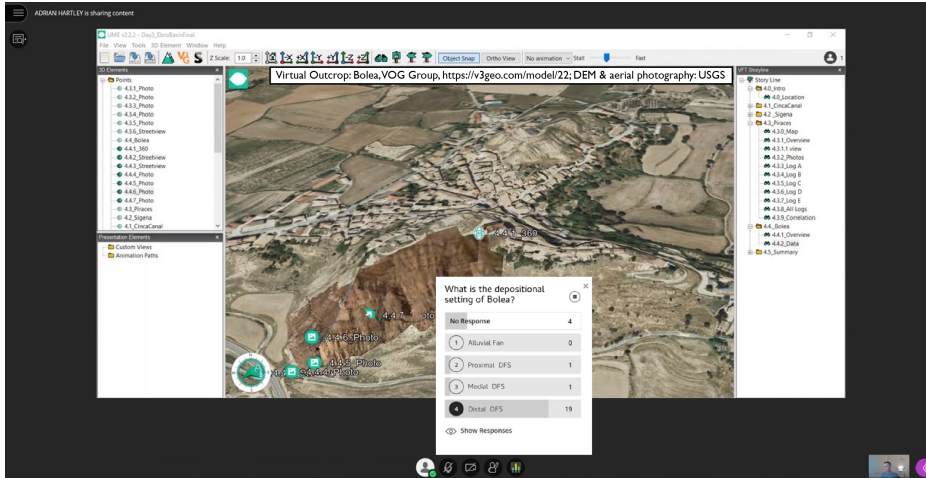 ADRIAN HARTLEY is sharing content
LIME v2.2.2 - Day3_EbroBasinFinal
File View Tools 3D Element Window Help
Z Scale: 1.0
Object Snap
Ortho View
No animation
Start
Fast
1
3D Elements
Points
4.3.1_Photo
4.3.2_Photo
4.3.3_Photo
4.3.4_Photo
4.3.5_Photo
4.3.6_Streetview
4.4_Bolea
4.4.1_360
4.4.2_Streetview
4.4.3_Streetview
4.4.4_Photo
4.4.5_Photo
4.4.6_Photo
4.4.7_Photo
4.3_Piraces
4.2_Sigena
4.1_CincaCanal
Presentation Elements
Custom Views
Animation Paths
Virtual Outcrop: Bolea, VOG Group, https://v3geo.com/model/22; DEM & aerial photography: USGS
4.4.1_360
4.4.7
4.4.6_Photo
4.4.5_Photo
What is the depositional
setting of Bolea?
No Response 4
1 Alluvial Fan 0
2 Proximal DFS 1
3 Medial DFS 1
4 Distal DFS 19
Show Responses
VFT Storyline
Story Line
4.0_Intro
4.0_Location
4.1_CincaCanal
4.2_Sigena
4.3_Piraces
4.3.0_Map
4.3.1_Overview
4.3.1.1 view
4.3.2_Photos
4.3.3_Log A
4.3.4_Log B
4.3.5_Log C
4.3.6_Log D
4.3.7_Log E
4.3.8_All Logs
4.3.9_Correlation
4.4_Bolea
4.4.1_Overview
4.4.2_Data
4.5_Summary